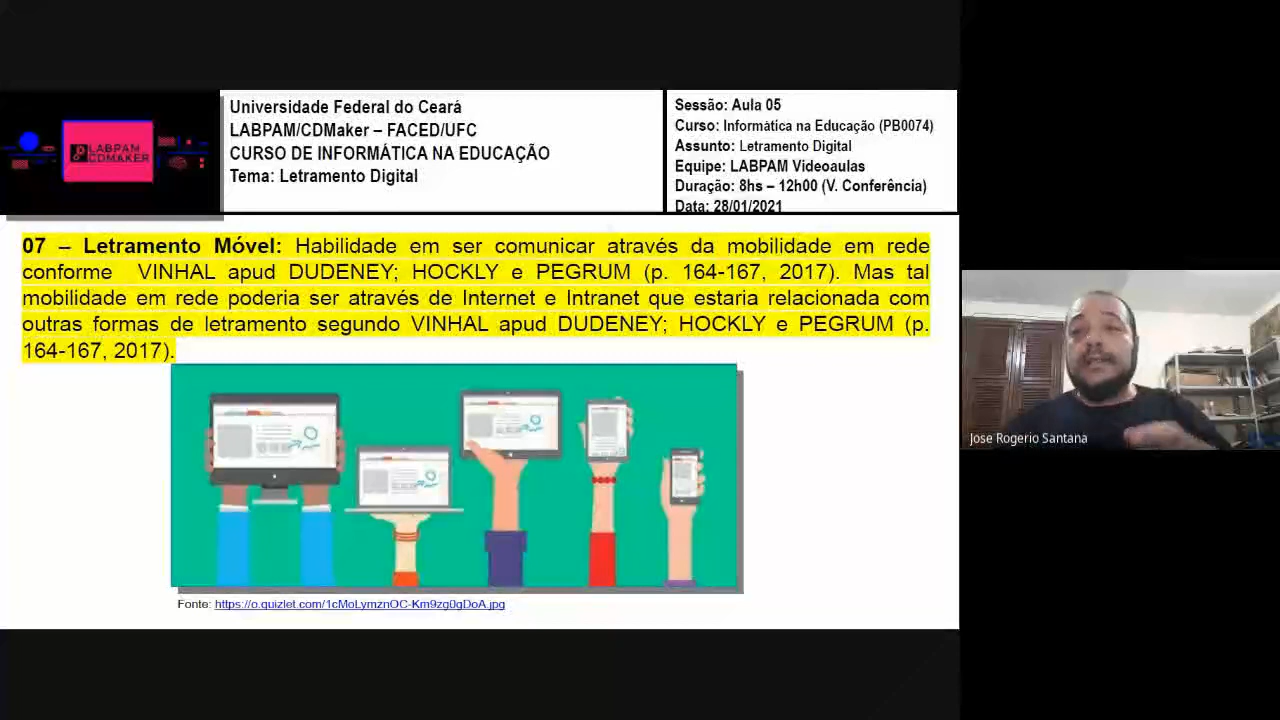 LABPAM
CDMAKER
Universidade Federal do Ceará
LABPAM/CDMaker – FACED/UFC
CURSO DE INFORMÁTICA NA EDUCAÇÃO
Tema: Letramento Digital
Sessão: Aula 05
Curso: Informática na Educação (PB0074)
Assunto: Letramento Digital
Equipe: LABPAM Videoaulas
Duração: 8hs – 12h00 (V. Conferência)
Data: 28/01/2021
07 – Letramento Móvel: Habilidade em ser comunicar através da mobilidade em rede
conforme VINHAL apud DUDENEY; HOCKLY e PEGRUM (p. 164-167, 2017). Mas tal
mobilidade em rede poderia ser através de Internet e Intranet que estaria relacionada com
outras formas de letramento segundo VINHAL apud DUDENEY; HOCKLY e PEGRUM (p.
164-167, 2017).
Fonte: https://o.quizlet.com/1cMoLymznOC-Km9zg0gDoA.jpg
Jose Rogerio Santana